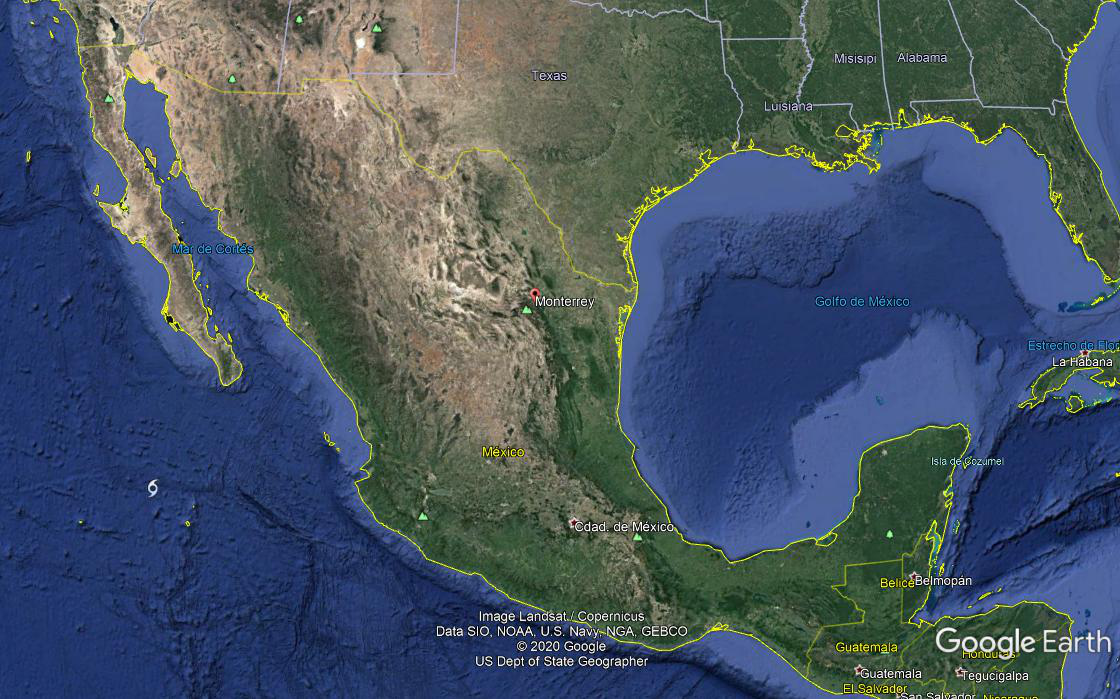 Texas
Misisipi
Alabama
Luisiana
Mar de Cortés
Monterrey
Golfo de México
Estrecho de Flor
La Habana
México
Isla de Cozumel
Cdad. de México
Belice
Belmopán
Image Landsat / Copernicus
Data SIO, NOAA, U.S. Navy, NGA, GEBCO
© 2020 Google
US Dept of State Geographer
Google Earth
Guatemala
Honduras
Guatemala
Tegucigalpa
El Salvador
San Salvador
Nicaragua